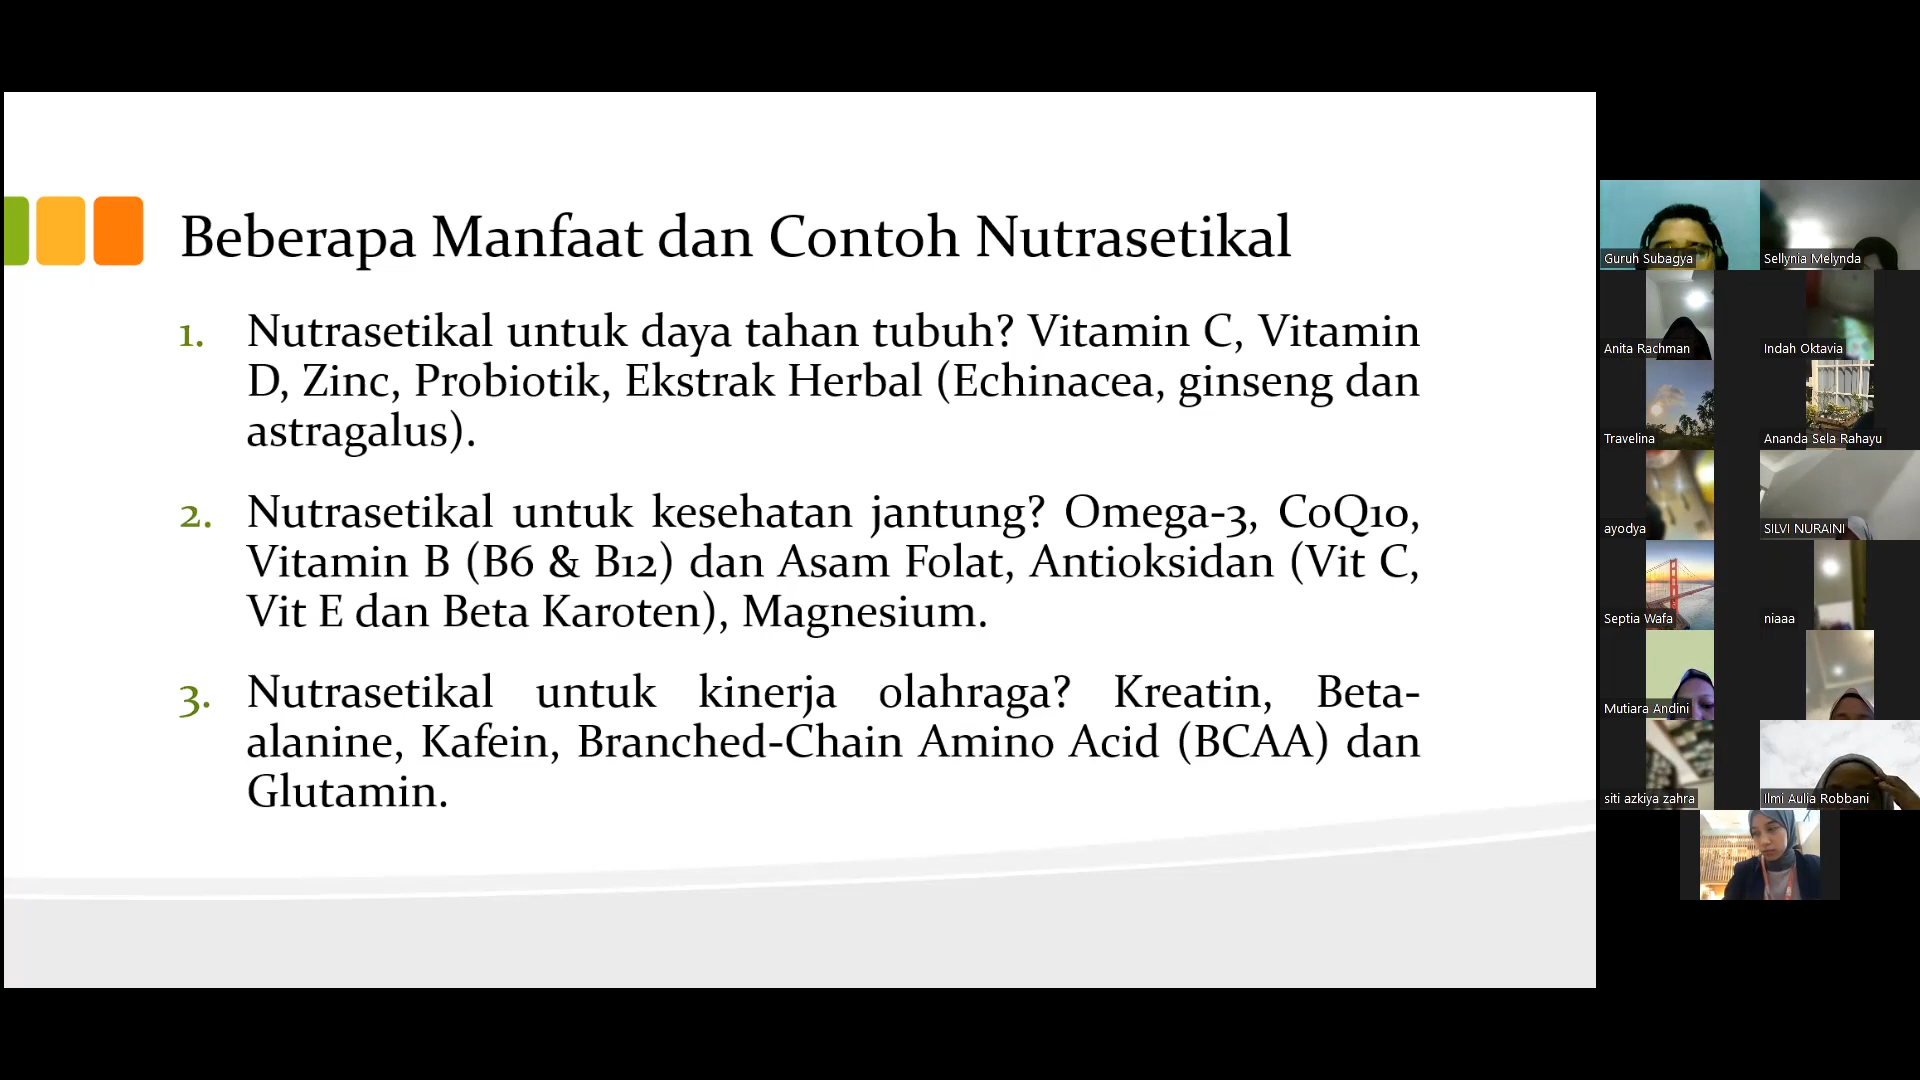 Beberapa Manfaat dan Contoh Nutrasetikal
1. Nutrasetikal untuk daya tahan tubuh? Vitamin C, Vitamin
D, Zinc, Probiotik, Ekstrak Herbal (Echinacea, ginseng dan
astragalus).
2. Nutrasetikal untuk kesehatan jantung? Omega-3, CoQ10,
Vitamin B (B6 & B12) dan Asam Folat, Antioksidan (Vit C,
Vit E dan Beta Karoten), Magnesium.
3. Nutrasetikal untuk kinerja olahraga? Kreatin, Beta-
alanine, Kafein, Branched-Chain Amino Acid (BCAA) dan
Glutamin.
Guruh Subagya
Sellynia Melynda
Anita Rachman
Indah Oktavia
Travelina
Ananda Sela Rahayu
ayodya
SILVI NURAINI
Septia Wafa
niaaa
Mutiara Andini
siti azkiya zahra
Ilmi Aulia Robbani